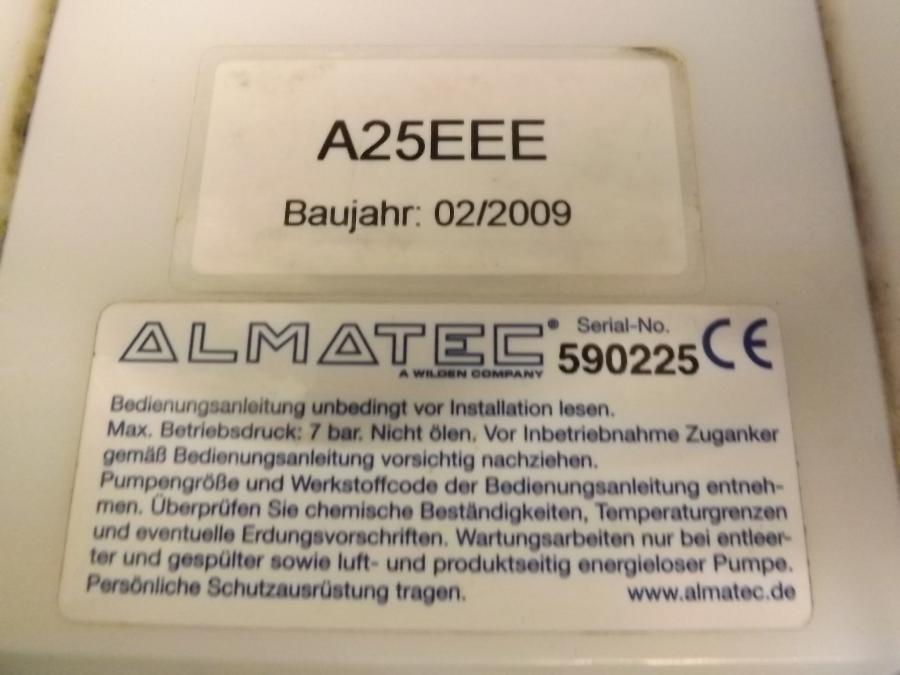 A25EEE
Baujahr: 02/2009
ALMATEC® Serial-No. CE
A WILDEN COMPANY 590225
Bedienungsanleitung unbedingt vor Installation lesen.
Max. Betriebsdruck: 7 bar. Nicht ölen. Vor Inbetriebnahme Zuganker
gemäß Bedienungsanleitung vorsichtig nachziehen.
Pumpengröße und Werkstoffcode der Bedienungsanleitung entneh-
men. Überprüfen Sie chemische Beständigkeiten, Temperaturgrenzen
und eventuelle Erdungsvorschriften. Wartungsarbeiten nur bei entleer-
ter und gespülter sowie luft- und produktseitig energieloser Pumpe.
Persönliche Schutzausrüstung tragen. www.almatec.de